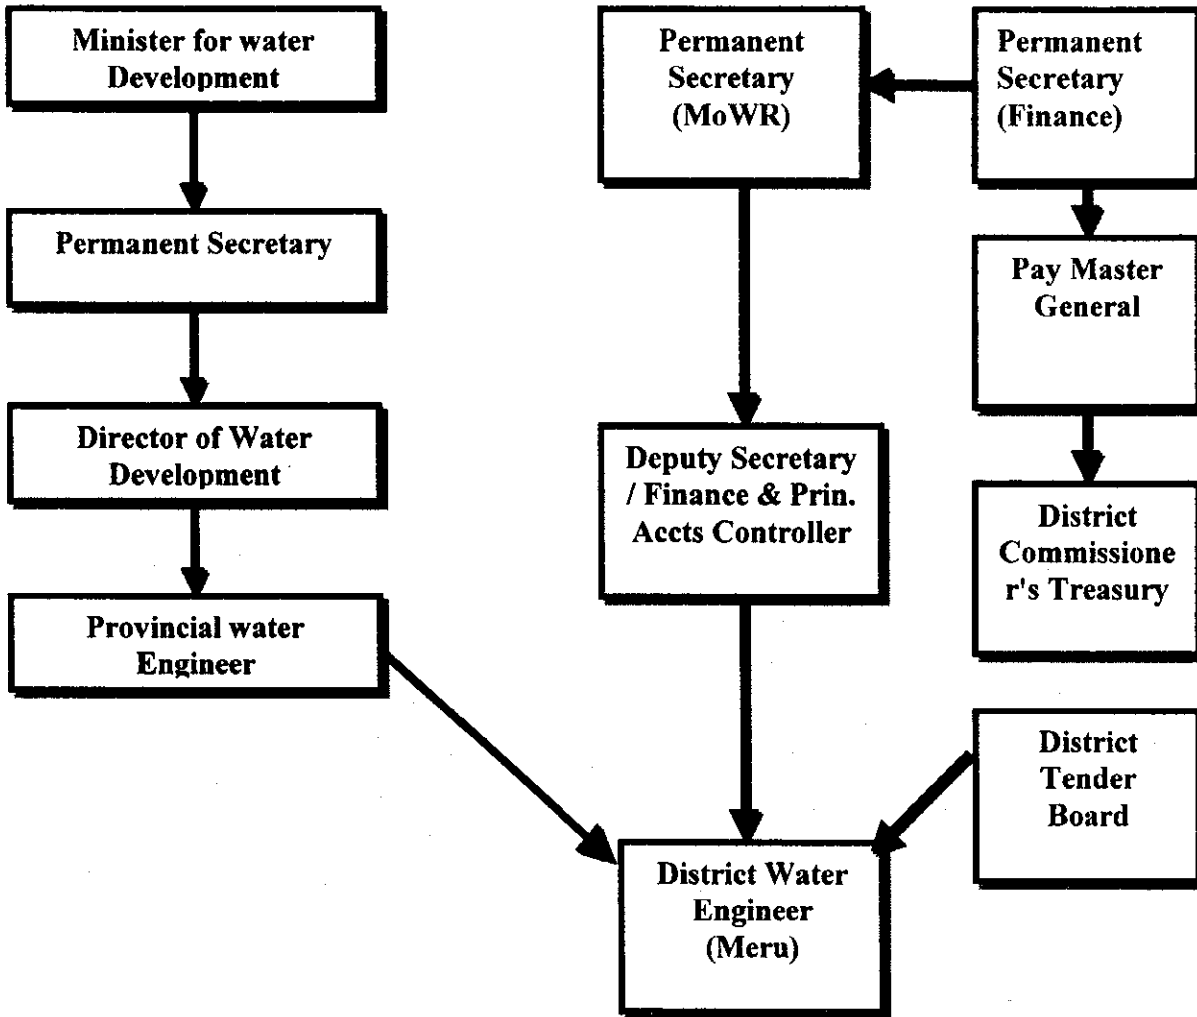 Minister for water
Development
Permanent Secretary
Director of Water
Development
Provincial water
Engineer
Permanent
Secretary
(MoWR)
Deputy Secretary
/ Finance & Prin.
Accts Controller
District Water
Engineer
(Meru)
Permanent
Secretary
(Finance)
Pay Master
General
District
Commissione
r's Treasury
District
Tender
Board